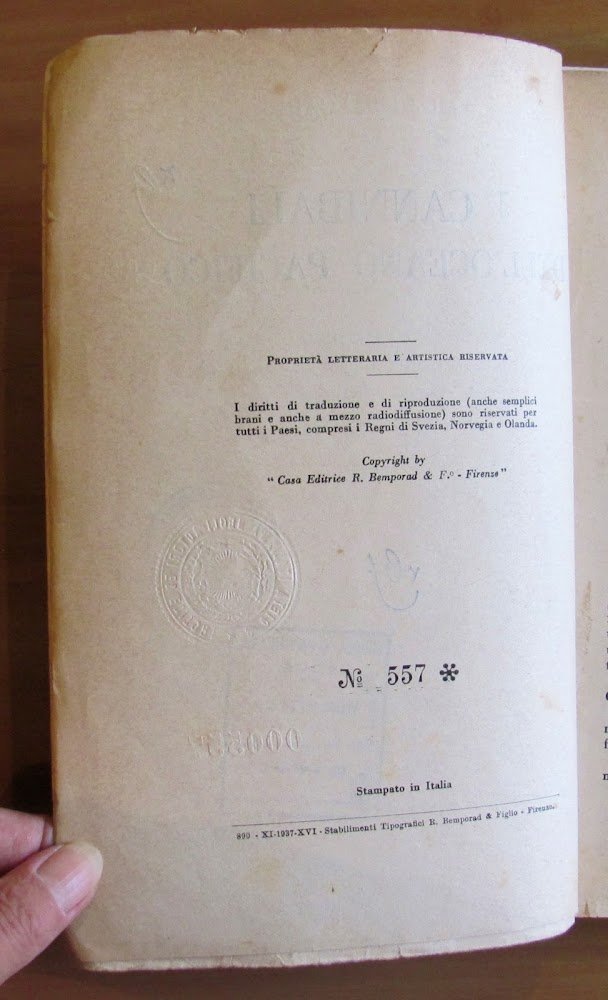 PROPRIETÀ LETTERARIA E ARTISTICA RISERVATA
I diritti di traduzione e di riproduzione (anche semplici
brani e anche a mezzo radiodiffusione) sono riservati per
tutti i Paesi, compresi i Regni di Svezia, Norvegia e Olanda.
Copyright by
“ Casa Editrice R. Bemporad & F.º - Firenze ”
Nº 557 *
Stampato in Italia
899 - XI-1937-XVI - Stabilimenti Tipografici R. Bemporad & Figlio - Firenze.